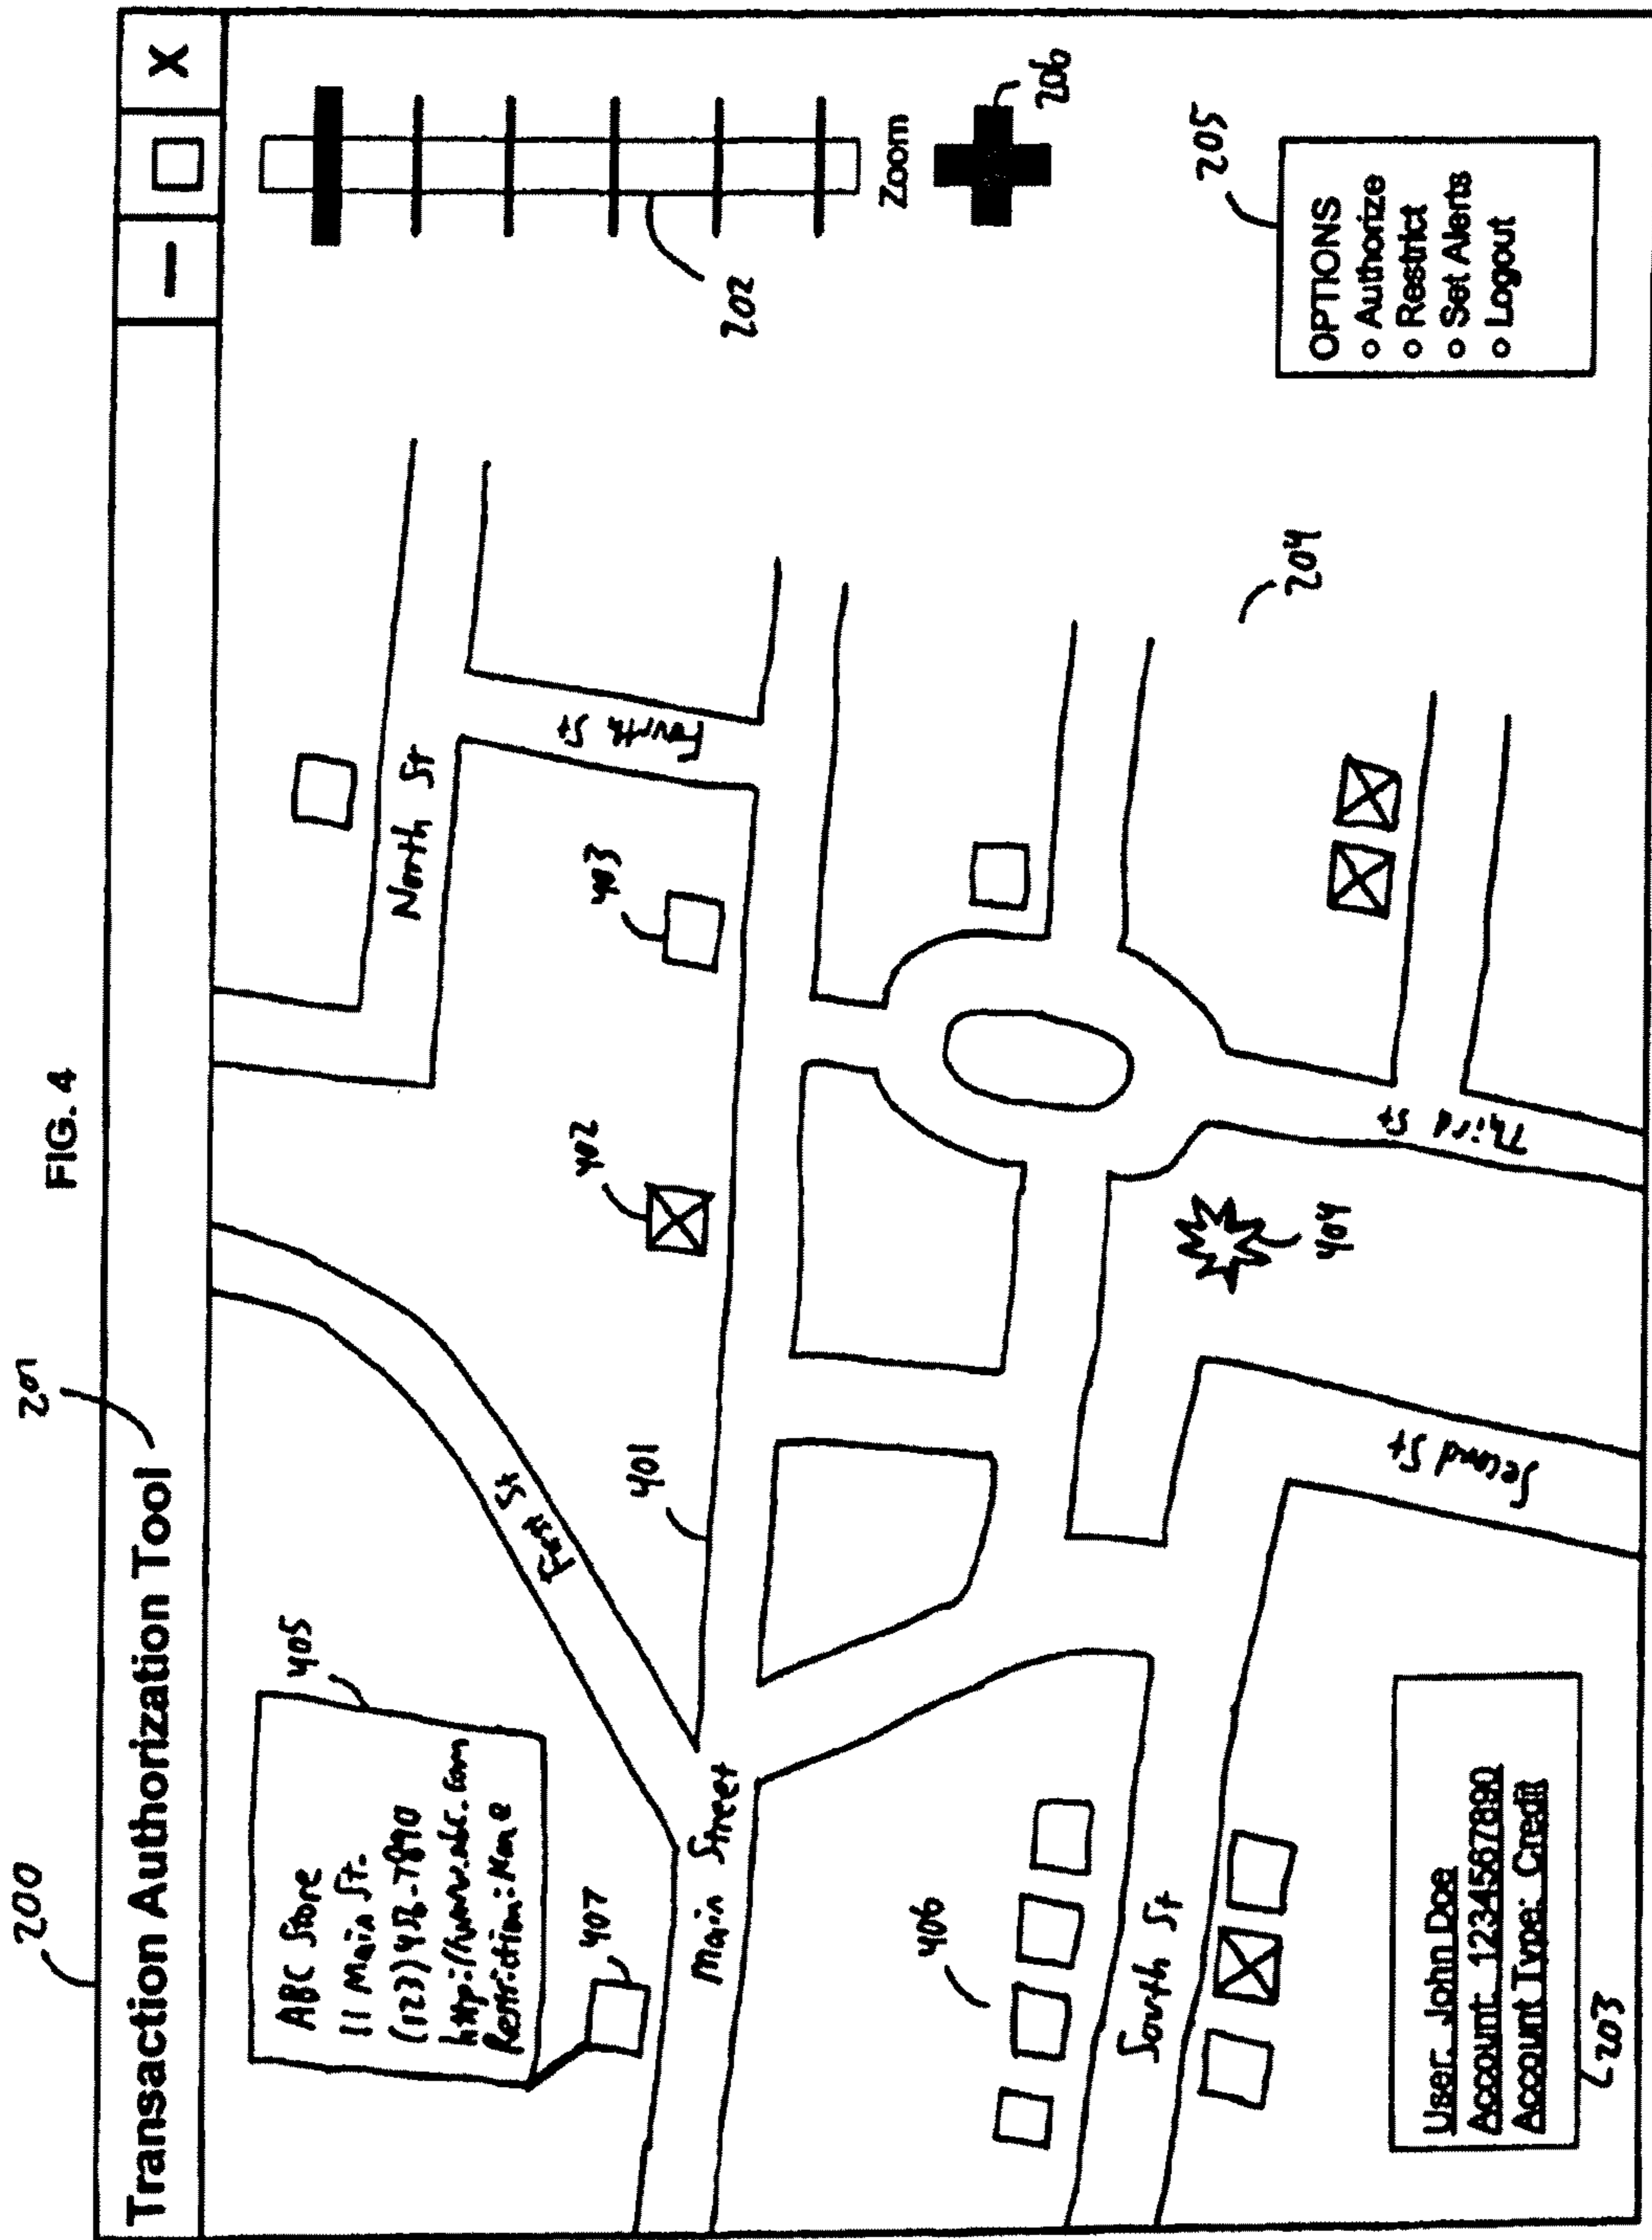 FIG. 4
200
201
Transaction Authorization Tool
X
ABC Store
11 Main St.
(123)456-7890
http://www.abc.com
Restriction: None
405
407
First St
401
402
403
North St
Fourth St
Main Street
202
Zoom
206
406
South St
404
204
205
OPTIONS
Authorize
Restrict
Set Alerts
Logout
Second St
Third St
User: John Doe
Account: 1234567890
Account Type: Credit
203